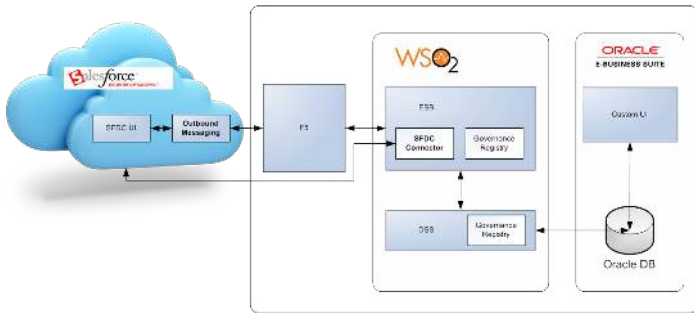 salesforce
SFDC UI
Outbound
Messaging
F5
WSO2
ESB
SFDC
Connector
Governance
Registry
DSS
Governance
Registry
ORACLE
E-BUSINESS SUITE
Custom UI
Oracle DB